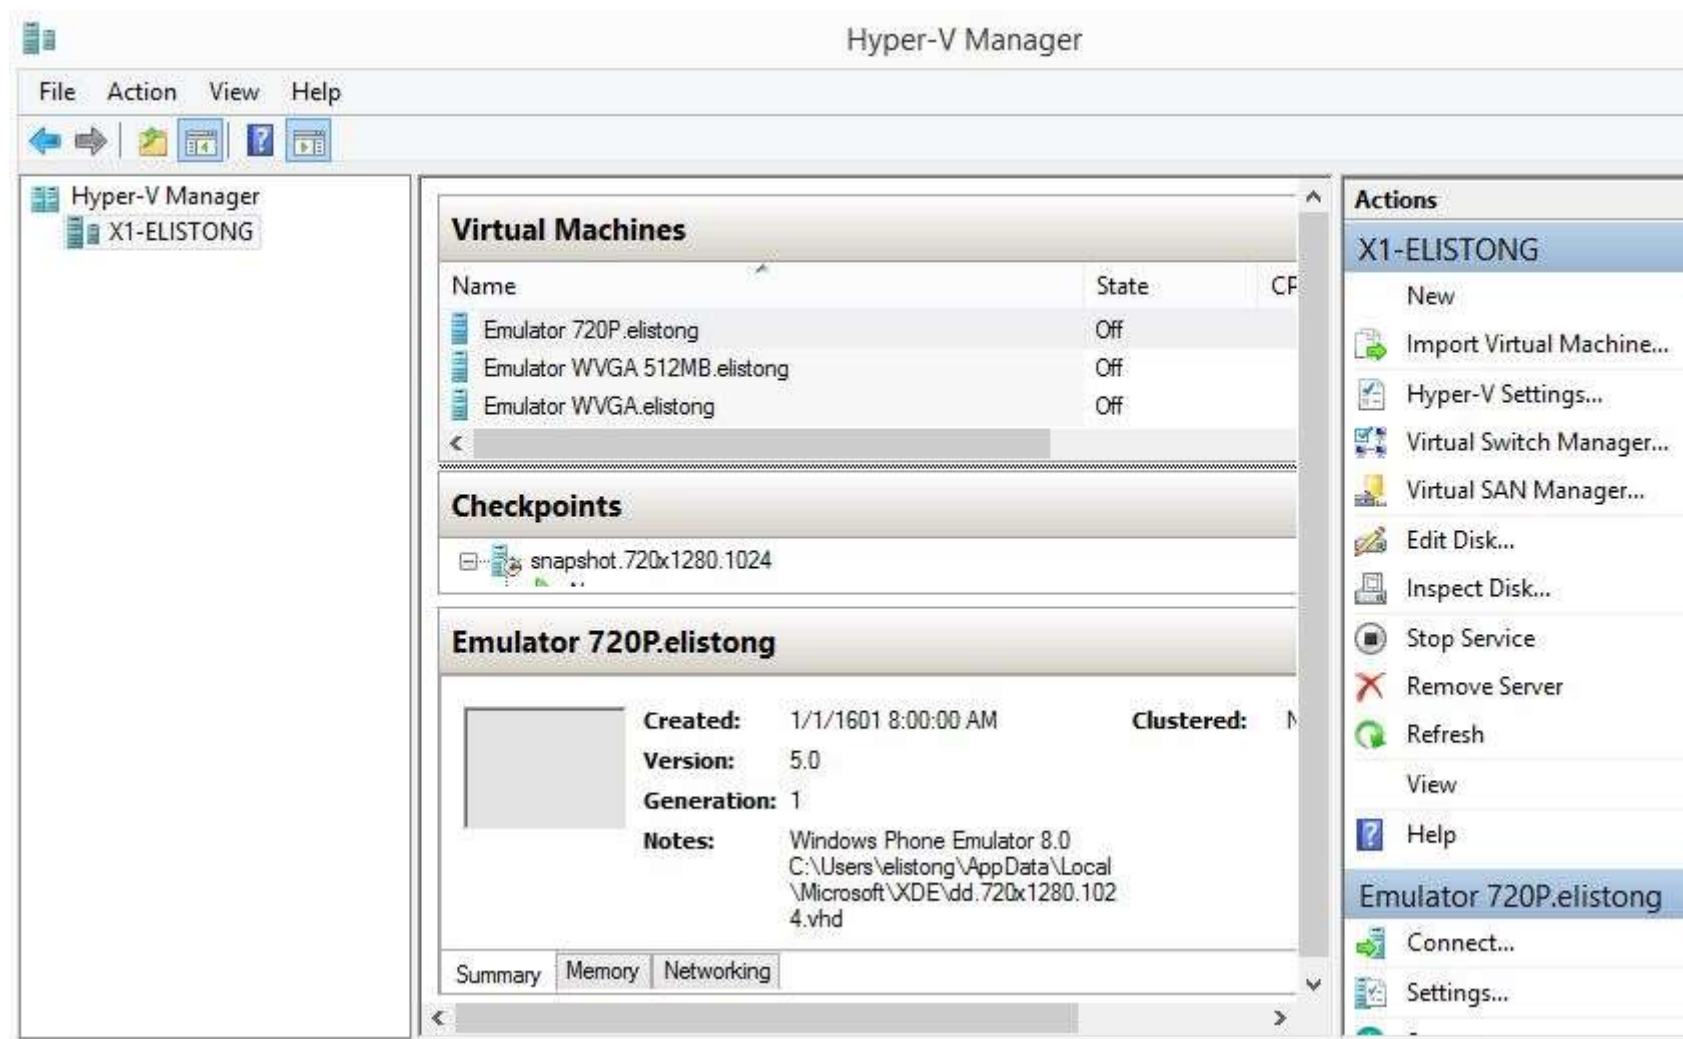 Hyper-V Manager
File Action View Help
Hyper-V Manager
X1-ELISTONG
Virtual Machines
Name State
Emulator 720P.elistong Off
Emulator WVGA 512MB.elistong Off
Emulator WVGA.elistong Off
Checkpoints
snapshot.720x1280.1024
Emulator 720P.elistong
Created: 1/1/1601 8:00:00 AM Clustered:
Version: 5.0
Generation: 1
Notes: Windows Phone Emulator 8.0
C:\Users\elistong\AppData\Local
\Microsoft\XDE\dd.720x1280.102
4.vhd
Summary Memory Networking
Actions
X1-ELISTONG
New
Import Virtual Machine...
Hyper-V Settings...
Virtual Switch Manager...
Virtual SAN Manager...
Edit Disk...
Inspect Disk...
Stop Service
Remove Server
Refresh
View
Help
Emulator 720P.elistong
Connect...
Settings...